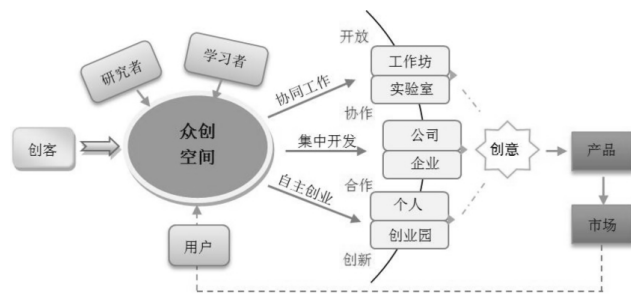 开放
学习者
工作坊
研究者
实验室
协同工作
协作
众创
空间
公司
创客
集中开发
创意
产品
企业
自主创业
合作
个人
市场
用户
创业园
创新